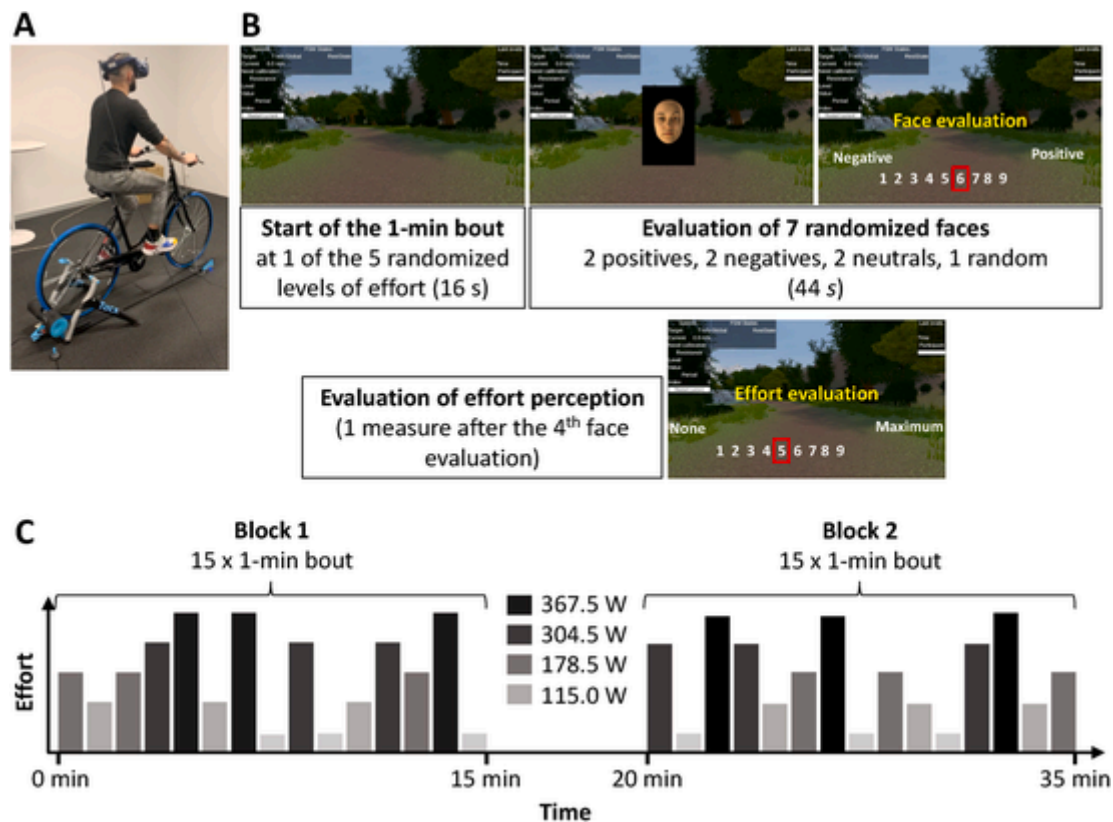 A
B
Tacx
Face evaluation
Negative
Positive
1 2 3 4 5 6 7 8 9
Start of the 1-min bout
at 1 of the 5 randomized
levels of effort (16 s)
Evaluation of 7 randomized faces
2 positives, 2 negatives, 2 neutrals, 1 random
(44 s)
Evaluation of effort perception
(1 measure after the 4th face
evaluation)
Effort evaluation
None
Maximum
1 2 3 4 5 6 7 8 9
C
Block 1
15 x 1-min bout
Block 2
15 x 1-min bout
367.5 W
304.5 W
178.5 W
115.0 W
Effort
0 min
15 min
20 min
35 min
Time